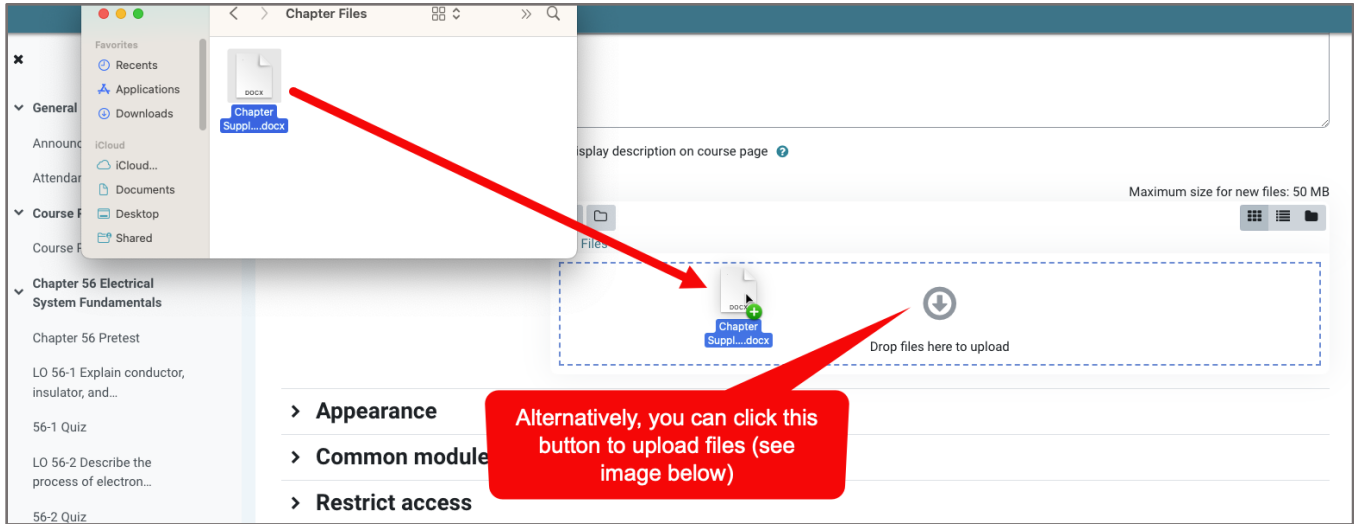 Chapter Files
Favorites
Recents
Applications
Downloads
iCloud
iCloud...
Documents
Desktop
Shared
DOCX
Chapter
Suppl....docx
General
Announc
Attendar
Course F
Course F
Chapter 56 Electrical
System Fundamentals
Chapter 56 Pretest
LO 56-1 Explain conductor,
insulator, and...
56-1 Quiz
LO 56-2 Describe the
process of electron...
56-2 Quiz
isplay description on course page
Maximum size for new files: 50 MB
Files
DOCX
Chapter
Suppl....docx
Drop files here to upload
Appearance
Common module
Restrict access
Alternatively, you can click this
button to upload files (see
image below)